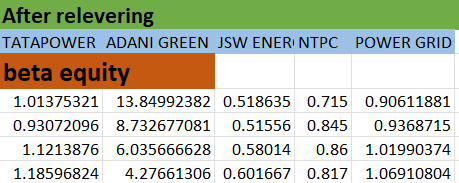 After relevering
TATAPOWER ADANI GREEN JSW ENER NTPC POWER GRID
beta equity
1.01375321 13.84992382 0.518635 0.715 0.90611881
0.93072096 8.732677081 0.51556 0.845 0.9368715
1.1213876 6.035666628 0.58014 0.86 1.01990374
1.18596824 4.27661306 0.601667 0.817 1.06910804